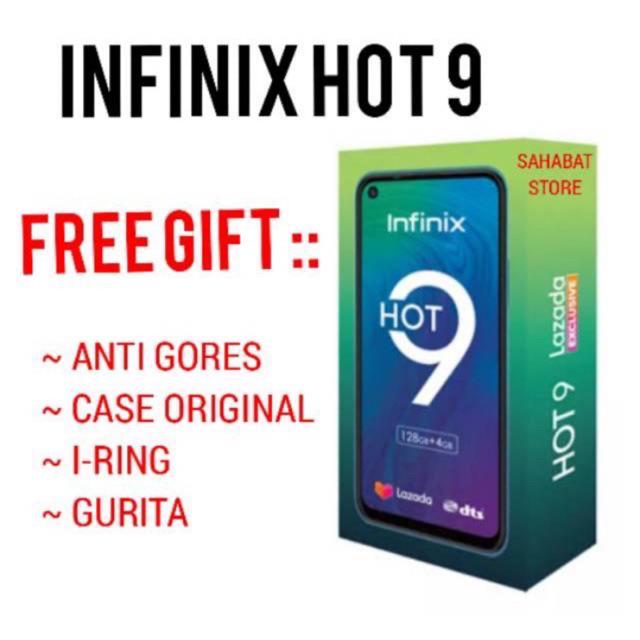 INFINIX HOT 9
FREE GIFT ::
~ ANTI GORES
~ CASE ORIGINAL
~ I-RING
~ GURITA
SAHABAT
STORE
Infinix
HOT 9
128GB+4GB
Lazada
dts
HOT 9
Lazada
EXCLUSIVE